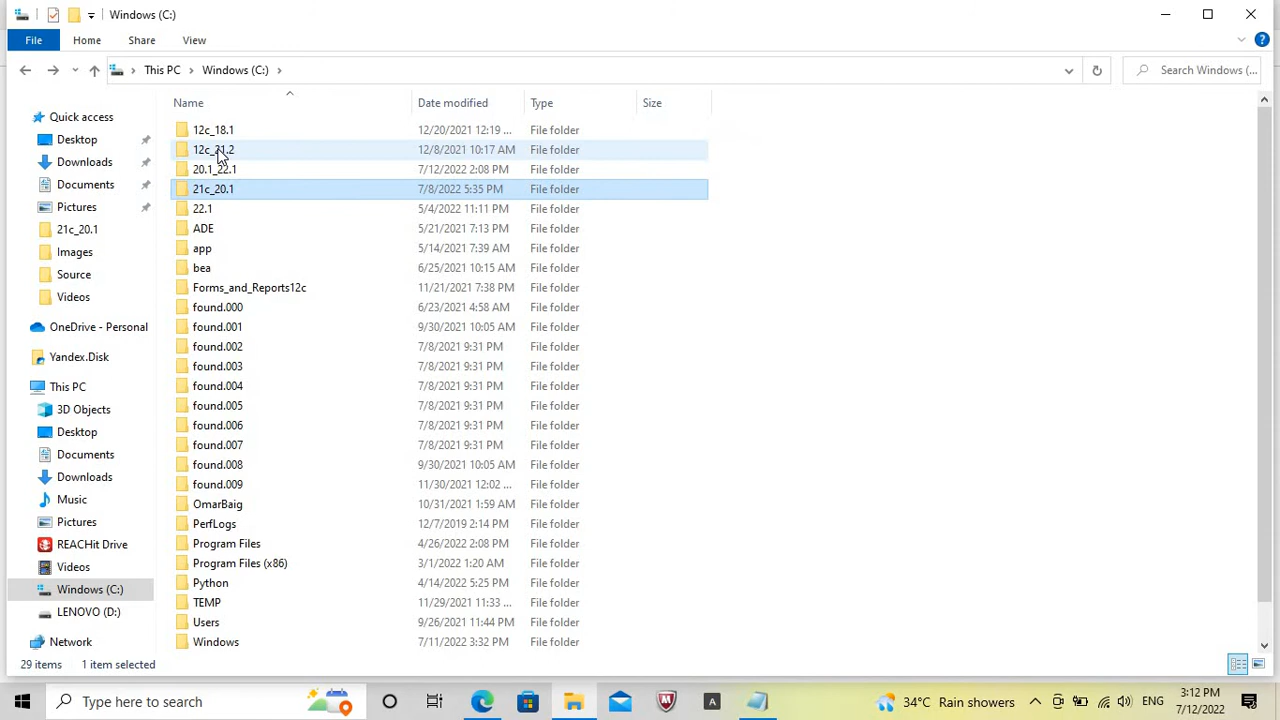 Windows (C:)
File Home Share View
This PC Windows (C:) Search Windows (...
Name Date modified Type Size
Quick access
Desktop
Downloads
Documents
Pictures
21c_20.1
Images
Source
Videos
OneDrive - Personal
Yandex.Disk
This PC
3D Objects
Desktop
Documents
Downloads
Music
Pictures
REACHit Drive
Videos
Windows (C:)
LENOVO (D:)
Network
12c_18.1 12/20/2021 12:19 ... File folder
12/8/2021 10:17 AM File folder
20.1_22.1 7/12/2022 2:08 PM File folder
21c_20.1 7/8/2022 5:35 PM File folder
22.1 5/4/2022 11:11 PM File folder
ADE 5/21/2021 7:13 PM File folder
app 5/14/2021 7:39 AM File folder
bea 6/25/2021 10:15 AM File folder
Forms_and_Reports12c 11/21/2021 7:38 PM File folder
found.000 6/23/2021 4:58 AM File folder
found.001 9/30/2021 10:05 AM File folder
found.002 7/8/2021 9:31 PM File folder
found.003 7/8/2021 9:31 PM File folder
found.004 7/8/2021 9:31 PM File folder
found.005 7/8/2021 9:31 PM File folder
found.006 7/8/2021 9:31 PM File folder
found.007 7/8/2021 9:31 PM File folder
found.008 9/30/2021 10:05 AM File folder
found.009 11/30/2021 12:02 ... File folder
OmarBaig 10/31/2021 1:59 AM File folder
PerfLogs 12/7/2019 2:14 PM File folder
Program Files 4/26/2022 2:08 PM File folder
Program Files (x86) 3/1/2022 1:20 AM File folder
Python 4/14/2022 5:25 PM File folder
TEMP 11/29/2021 11:33 ... File folder
Users 9/26/2021 11:44 PM File folder
Windows 7/11/2022 3:32 PM File folder
29 items 1 item selected
Type here to search
34°C Rain showers
3:12 PM
7/12/2022